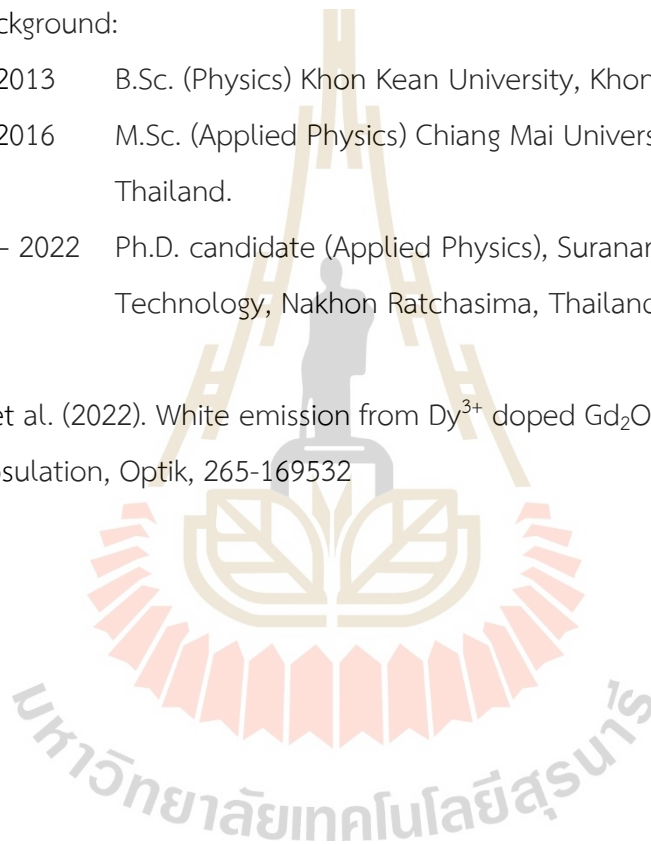 ckground:
2013 B.Sc. (Physics) Khon Kean University, Khon
2016 M.Sc. (Applied Physics) Chiang Mai Univers
Thailand.
– 2022 Ph.D. candidate (Applied Physics), Suranar
Technology, Nakhon Ratchasima, Thailand
et al. (2022). White emission from Dy³⁺ doped Gd₂O
osulation, Optik, 265-169532
มหาวิทยาลัยเทคโนโลยีสุรนารี